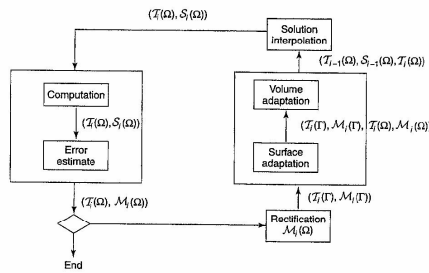 (𝒯ᵢ(Ω), 𝒮ᵢ(Ω))
Solution
interpolation
(𝒯ᵢ₋₁(Ω), 𝒮ᵢ₋₁(Ω), 𝒯ᵢ(Ω))
Computation
(𝒯ᵢ(Ω), 𝒮ᵢ(Ω))
Error
estimate
Volume
adaptation
(𝒯ᵢ(Γ), ℳᵢ(Γ), 𝒯ᵢ(Ω), ℳᵢ(Ω))
Surface
adaptation
(𝒯ᵢ(Ω), ℳᵢ(Ω))
(𝒯ᵢ(Γ), ℳᵢ(Γ))
Rectification
ℳᵢ(Ω)
End